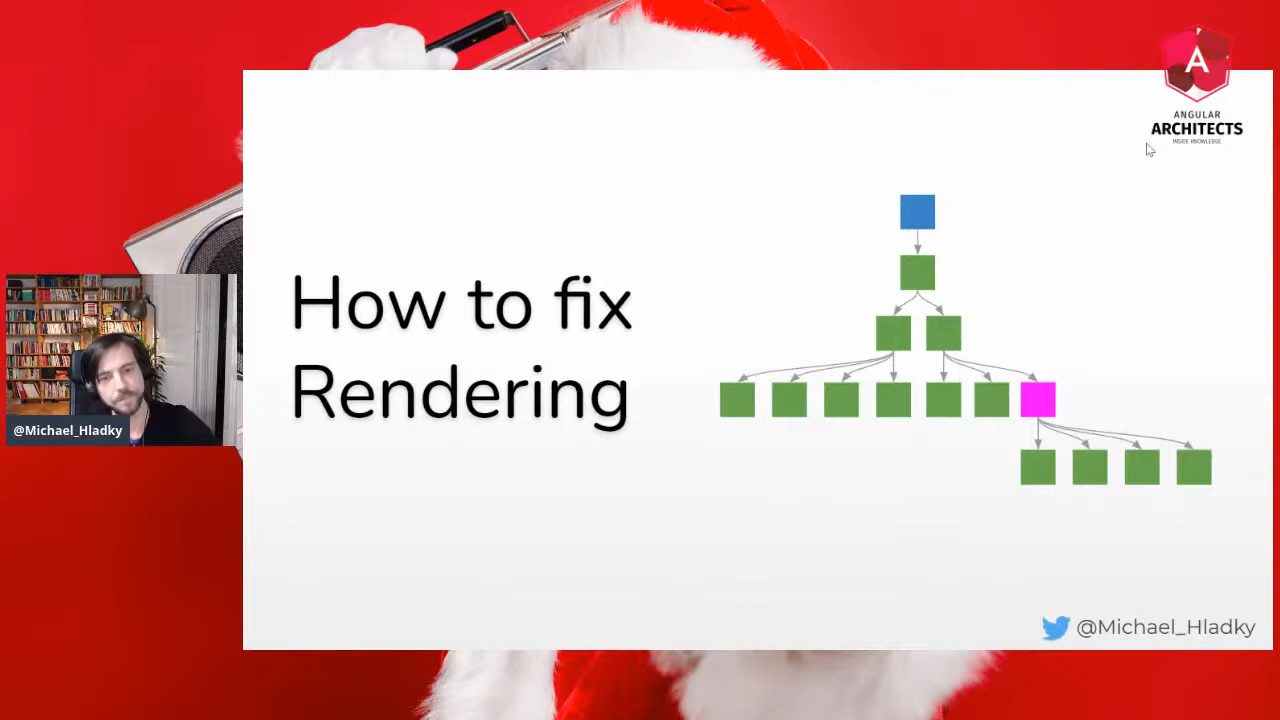 A
ANGULAR
ARCHITECTS
INSIDE KNOWLEDGE
How to fix
Rendering
@Michael_Hladky
@Michael_Hladky